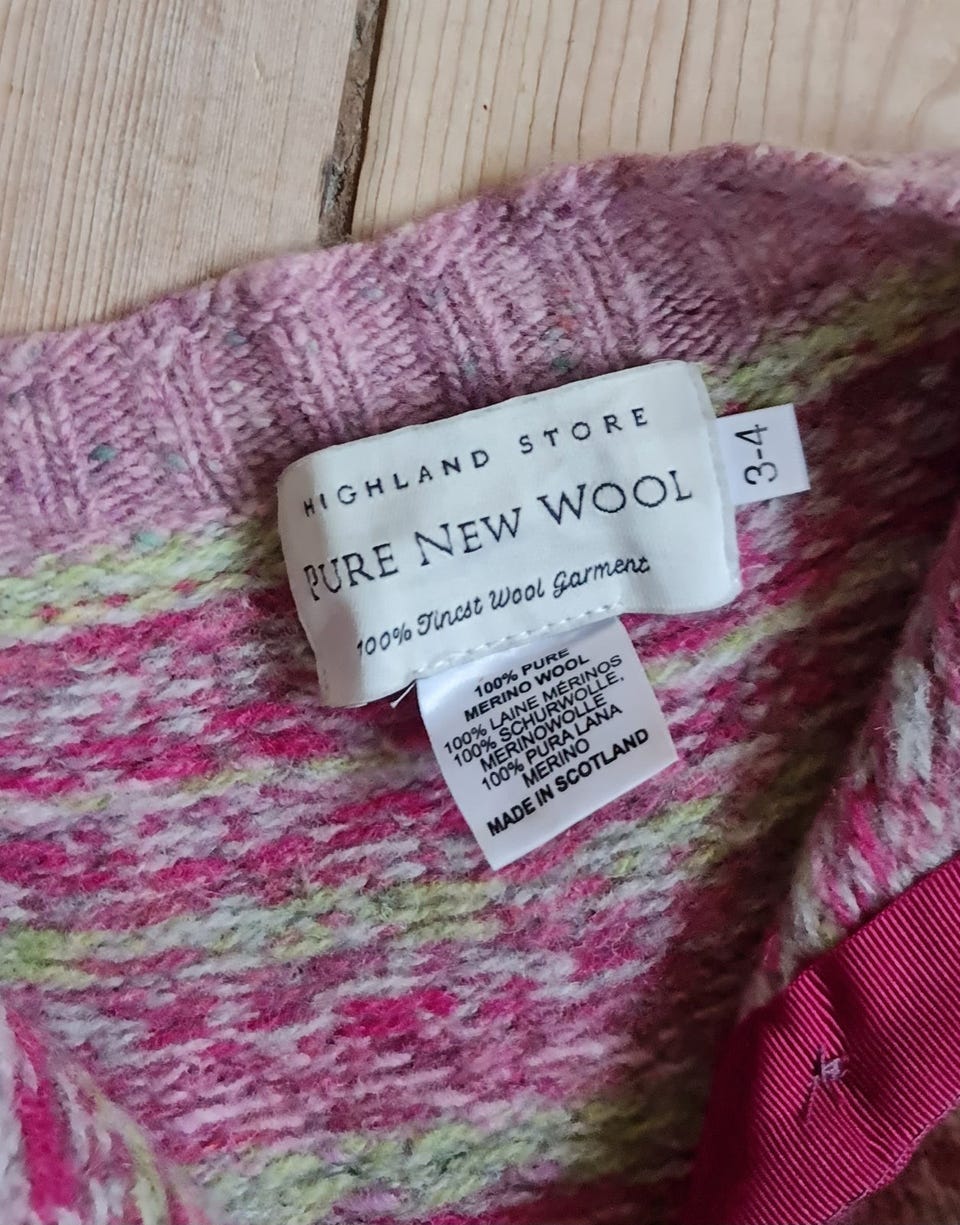 HIGHLAND STORE
PURE NEW WOOL
100% Finest Wool Garment
3-4
100% PURE
MERINO WOOL
100% LAINE MÉRINOS
100% SCHURWOLLE,
MERINOWOLLE
100% PURA LANA
MERINO
MADE IN SCOTLAND